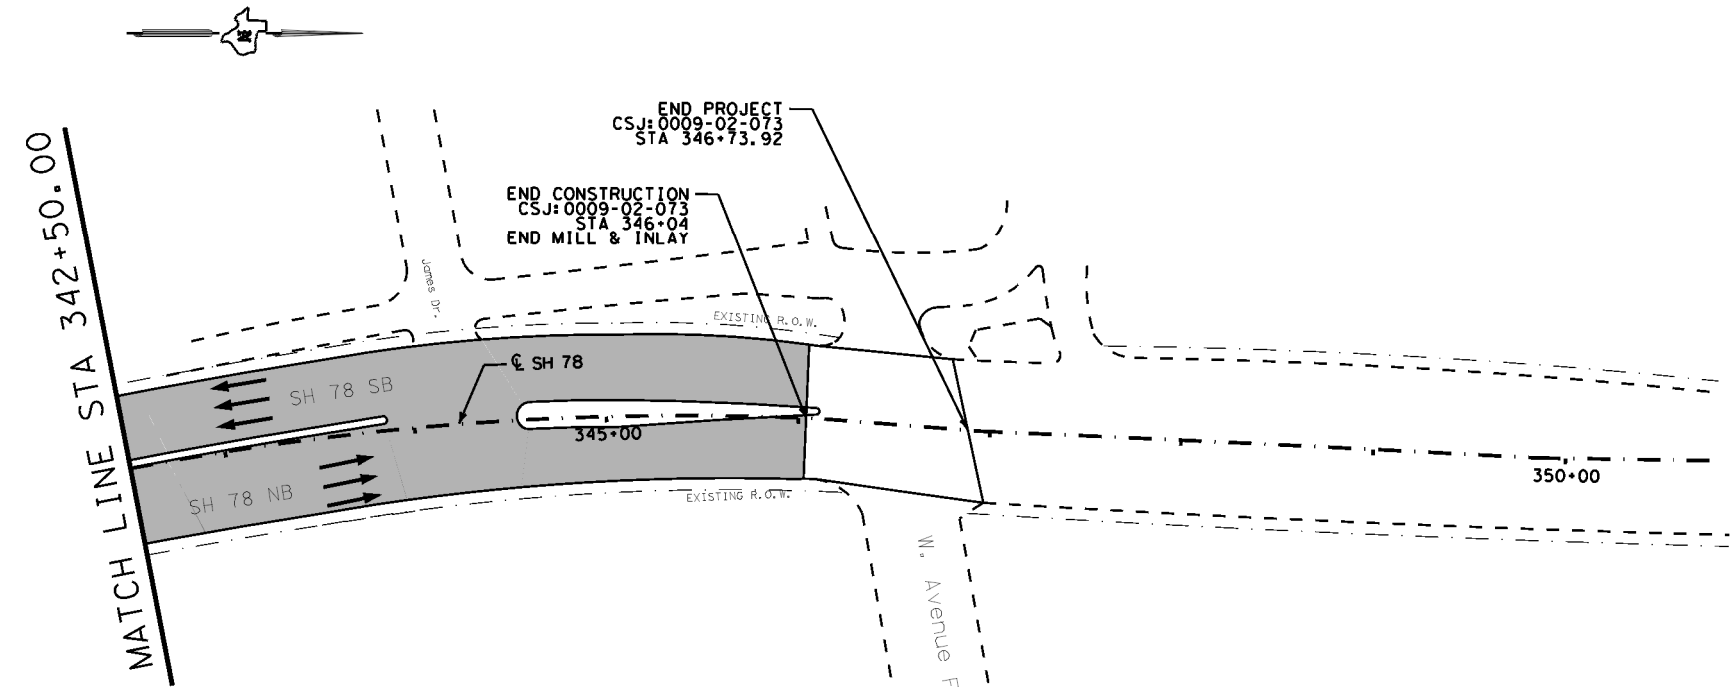 END PROJECT
CSJ:0009-02-073
STA 346+73.92
END CONSTRUCTION
CSJ:0009-02-073
STA 346+04
END MILL & INLAY
MATCH LINE STA 342+50.00
James Dr.
EXISTING R.O.W.
℄ SH 78
SH 78 SB
345+00
350+00
SH 78 NB
EXISTING R.O.W.
W. Avenue F